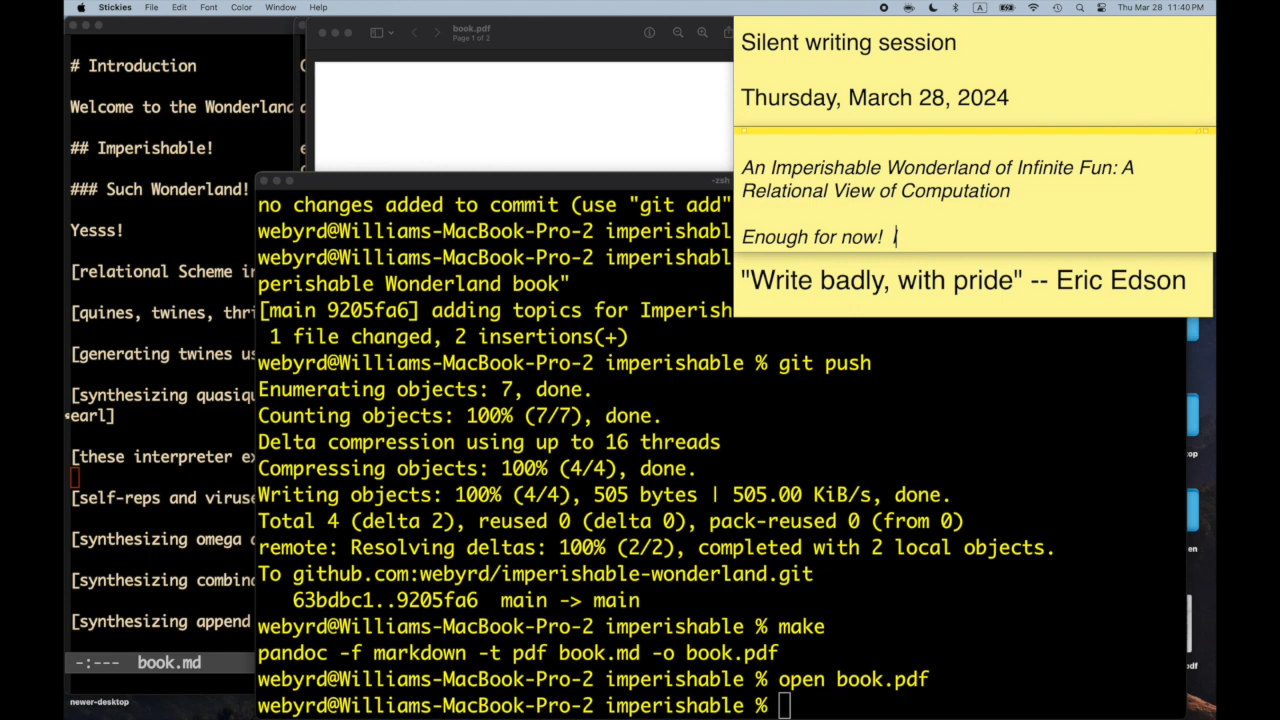 Stickies File Edit Font Color Window Help
A
Thu Mar 28 11:40 PM
# Introduction
Welcome to the Wonderland
## Imperishable!
### Such Wonderland!
Yesss!
[relational Scheme in
[quines, twines, thri
[generating twines us
[synthesizing quasiqu
earl]
[these interpreter ex
[self-reps and viruse
[synthesizing omega
[synthesizing combin
[synthesizing append
-:--- book.md
newer-desktop
book.pdf
Page 1 of 2
Silent writing session
Thursday, March 28, 2024
An Imperishable Wonderland of Infinite Fun: A
Relational View of Computation
Enough for now!
"Write badly, with pride" -- Eric Edson
-zsh
no changes added to commit (use "git add"
webyrd@Williams-MacBook-Pro-2 imperishabl
webyrd@Williams-MacBook-Pro-2 imperishabl
perishable Wonderland book"
[main 9205fa6] adding topics for Imperish
1 file changed, 2 insertions(+)
webyrd@Williams-MacBook-Pro-2 imperishable % git push
Enumerating objects: 7, done.
Counting objects: 100% (7/7), done.
Delta compression using up to 16 threads
Compressing objects: 100% (4/4), done.
Writing objects: 100% (4/4), 505 bytes | 505.00 KiB/s, done.
Total 4 (delta 2), reused 0 (delta 0), pack-reused 0 (from 0)
remote: Resolving deltas: 100% (2/2), completed with 2 local objects.
To github.com:webyrd/imperishable-wonderland.git
63bdbc1..9205fa6 main -> main
webyrd@Williams-MacBook-Pro-2 imperishable % make
pandoc -f markdown -t pdf book.md -o book.pdf
webyrd@Williams-MacBook-Pro-2 imperishable % open book.pdf
webyrd@Williams-MacBook-Pro-2 imperishable %
top
en
pdf